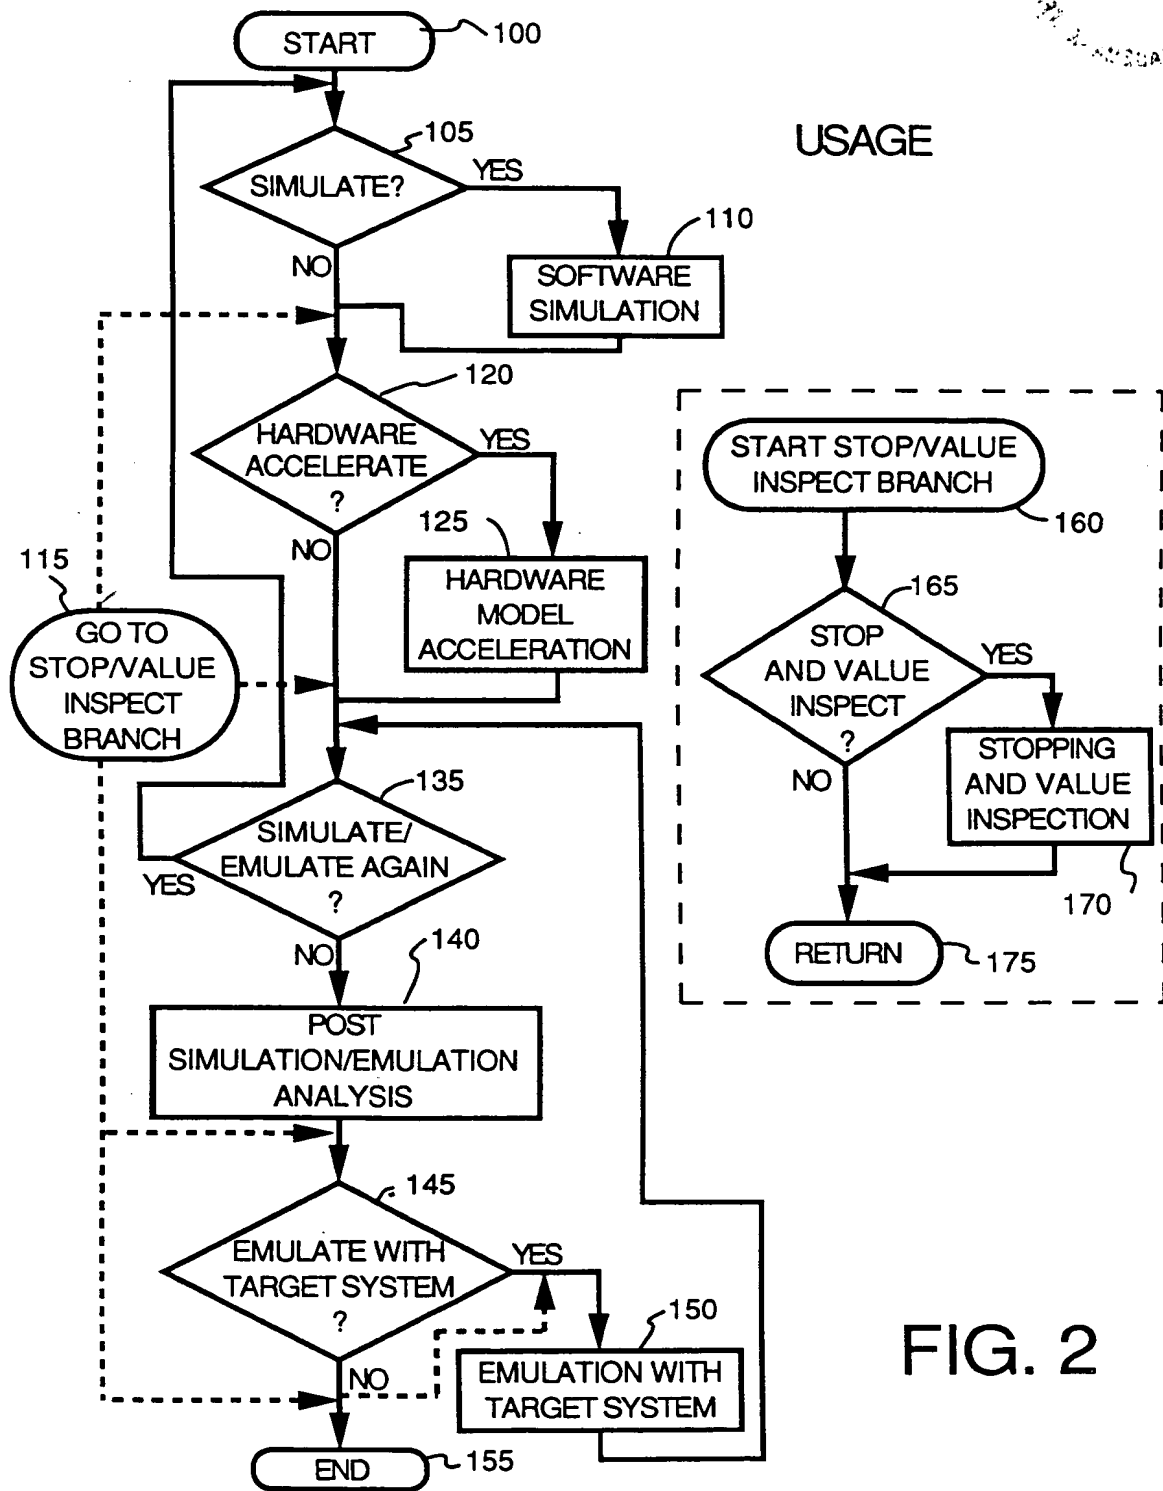 START
100
USAGE
105
SIMULATE?
YES
110
SOFTWARE
SIMULATION
NO
120
HARDWARE
ACCELERATE
?
YES
NO
125
HARDWARE
MODEL
ACCELERATION
115
GO TO
STOP/VALUE
INSPECT
BRANCH
135
SIMULATE/
EMULATE AGAIN
?
YES
NO
140
POST
SIMULATION/EMULATION
ANALYSIS
145
EMULATE WITH
TARGET SYSTEM
?
YES
150
EMULATION WITH
TARGET SYSTEM
NO
END
155
START STOP/VALUE
INSPECT BRANCH
160
165
STOP
AND VALUE
INSPECT
?
YES
NO
STOPPING
AND VALUE
INSPECTION
170
RETURN
175
FIG. 2